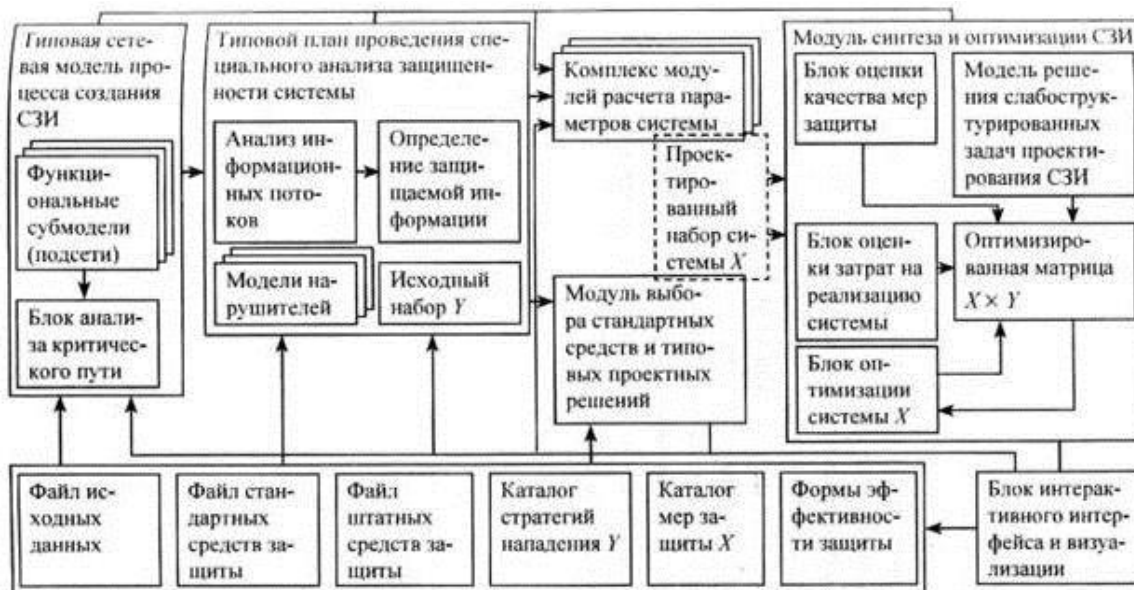 Типовая сете-
вая модель про-
цесса создания
СЗИ
Функци-
ональные
субмодели
(подсети)
Блок анали-
за критичес-
кого пути
Типовой план проведения спе-
циального анализа защищен-
ности системы
Анализ ин-
формацион-
ных пото-
ков
Определе-
ние защи-
щаемой ин-
формации
Модели на-
рушителей
Исходный
набор Y
Комплекс моду-
лей расчета пара-
метров системы
Проек-
тиро-
ванный
набор си-
стемы X
Модуль выбо-
ра стандартных
средств и типо-
вых проектных
решений
Модуль синтеза и оптимизации СЗИ
Блок оценки
качества мер
защиты
Модель реше-
ния слабострук-
турированных
задач проекти-
рования СЗИ
Блок оцен-
ки затрат на
реализацию
системы
Оптимизиро-
ванная матрица
X × Y
Блок оп-
тимизации
системы X
Файл ис-
ходных
данных
Файл стан-
дартных
средств за-
щиты
Файл
штатных
средств за-
щиты
Каталог
стратегий
нападения Y
Каталог
мер за-
щиты X
Формы эф-
фективнос-
ти защиты
Блок интерак-
тивного интер-
фейса и визуа-
лизации